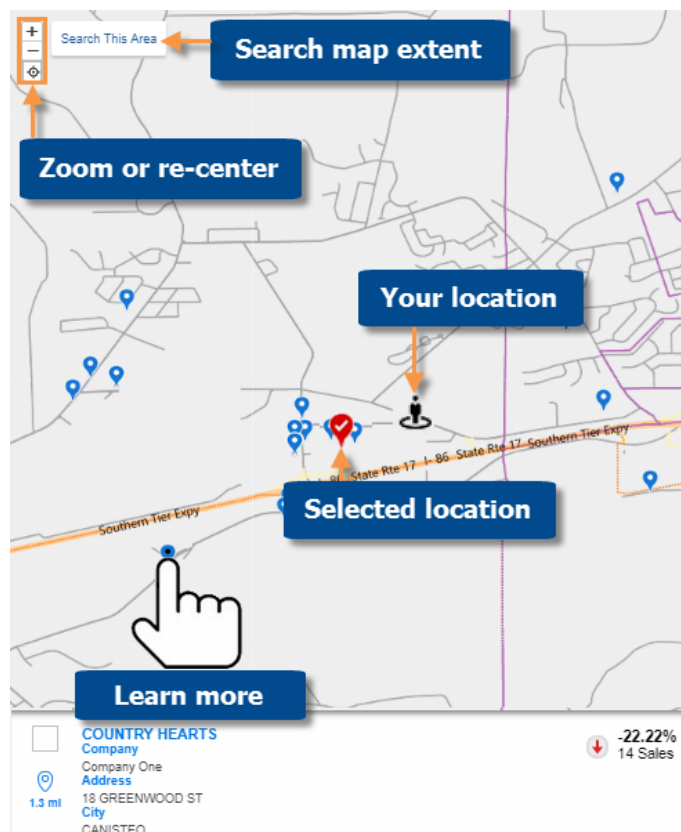 +
Search This Area
Search map extent
−
Zoom or re-center
Your location
I- 86 State Rte 17 I- 86 State Rte 17 Southern Tier Expy
Selected location
Southern Tier Expy
Learn more
COUNTRY HEARTS
-22.22%
Company
14 Sales
Company One
Address
1.3 mi
18 GREENWOOD ST
City
CANISTEO